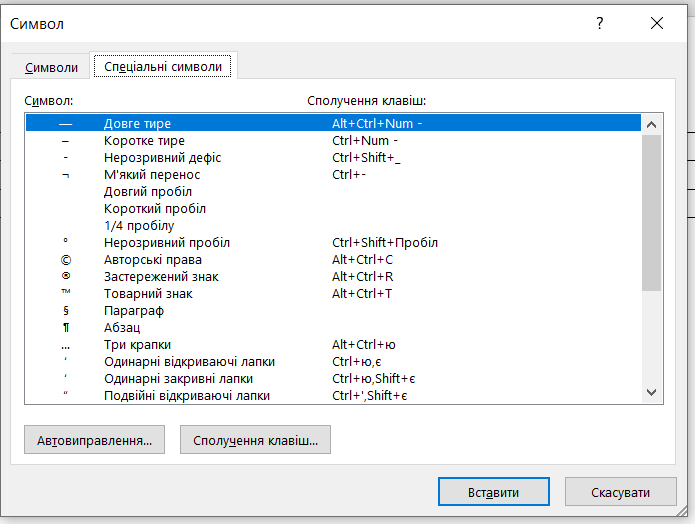 Символ ?
Символи Спеціальні символи
Символ: Сполучення клавіш:
— Довге тире Alt+Ctrl+Num -
– Коротке тире Ctrl+Num -
- Нерозривний дефіс Ctrl+Shift+_
¬ М'який перенос Ctrl+-
Довгий пробіл
Короткий пробіл
1/4 пробілу
° Нерозривний пробіл Ctrl+Shift+Пробіл
© Авторські права Alt+Ctrl+C
® Застережений знак Alt+Ctrl+R
™ Товарний знак Alt+Ctrl+T
§ Параграф
¶ Абзац
… Три крапки Alt+Ctrl+ю
‘ Одинарні відкриваючі лапки Ctrl+ю,є
’ Одинарні закривні лапки Ctrl+ю,Shift+є
“ Подвійні відкриваючі лапки Ctrl+',Shift+є
Автовиправлення... Сполучення клавіш...
Вставити Скасувати